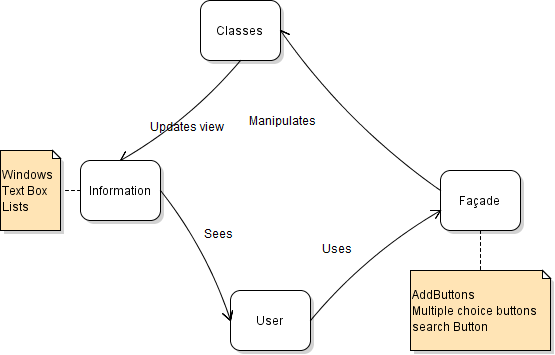 Classes
Updates view
Manipulates
Windows
Text Box
Lists
Information
Façade
Sees
Uses
AddButtons
Multiple choice buttons
search Button
User